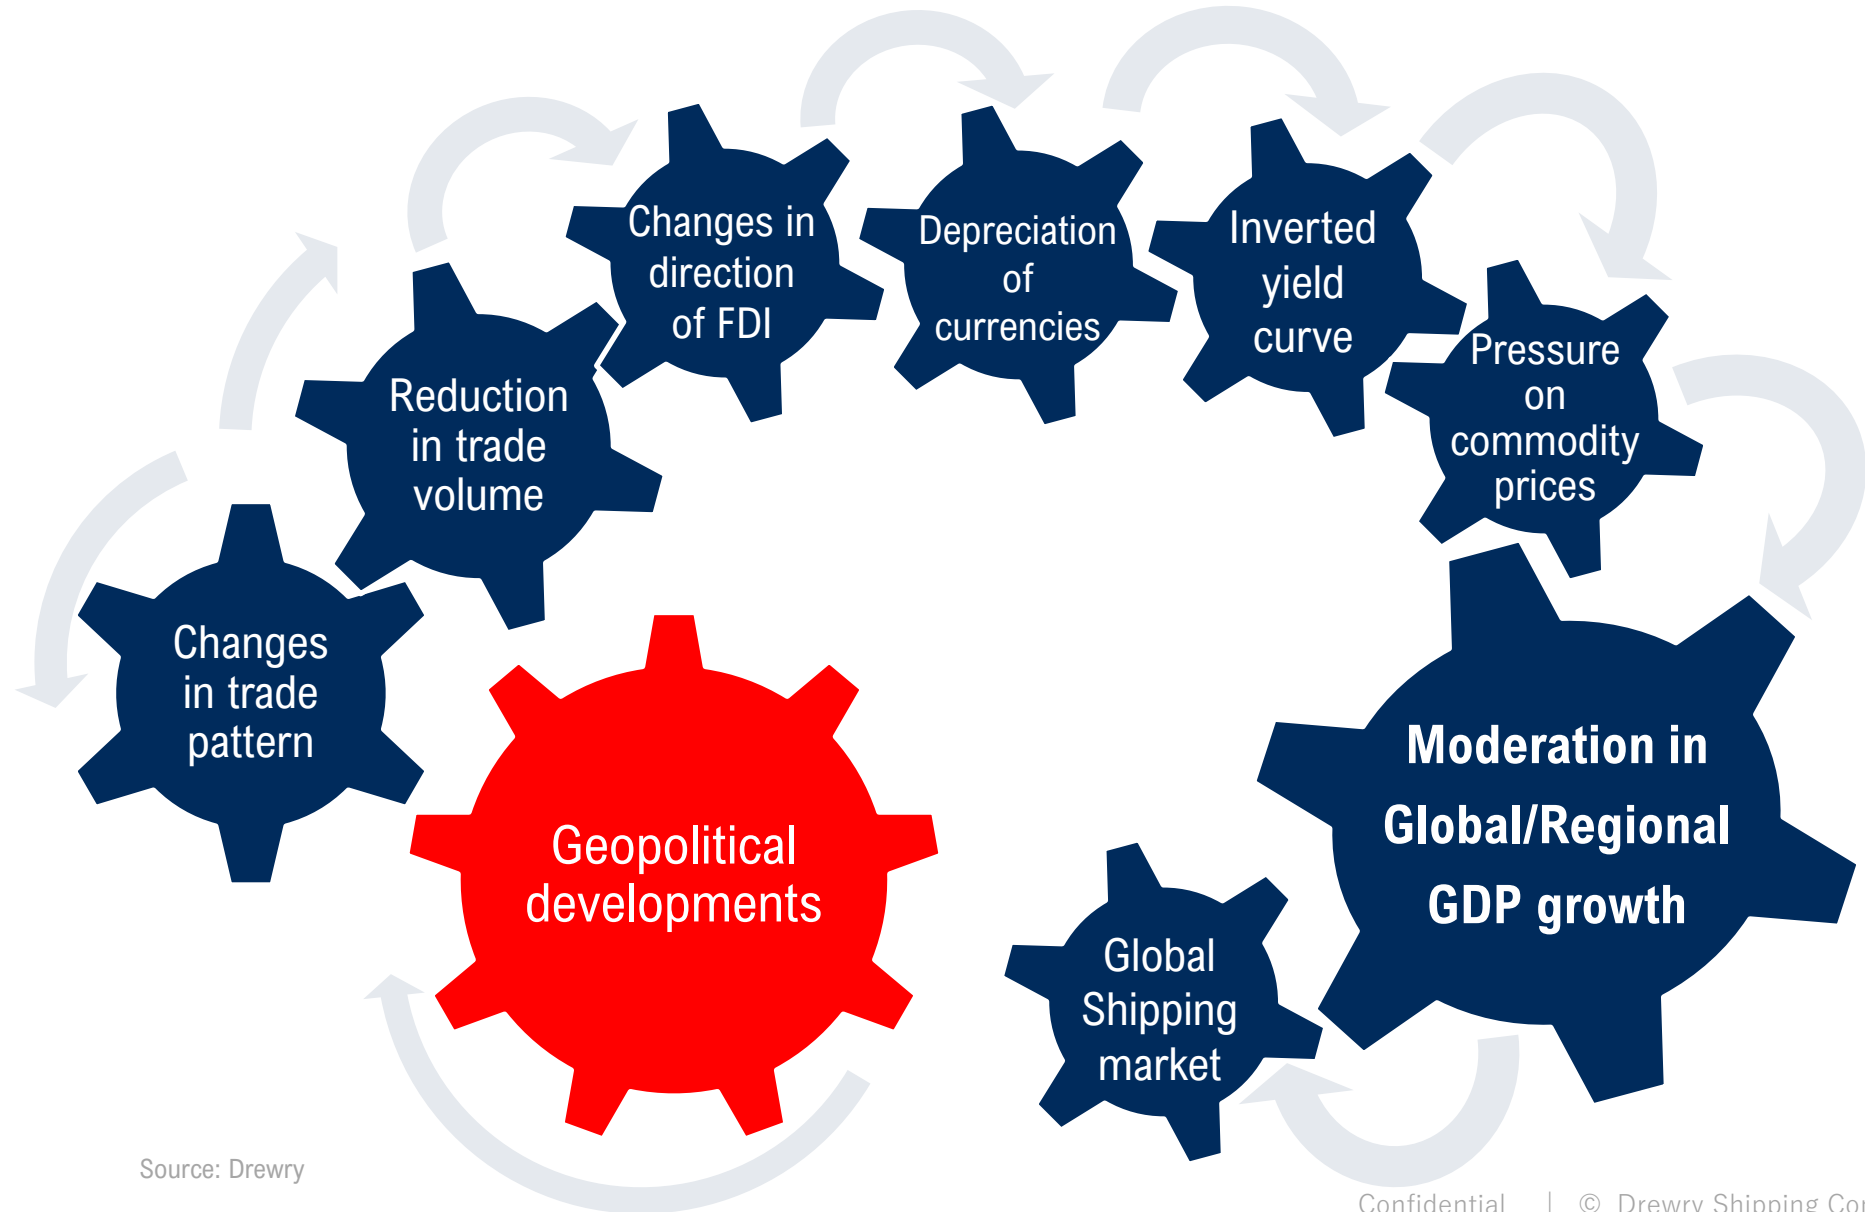 Changes in
direction
of FDI
Depreciation
of
currencies
Inverted
yield
curve
Pressure
on
commodity
prices
Reduction
in trade
volume
Changes
in trade
pattern
Geopolitical
developments
Moderation in
Global/Regional
GDP growth
Global
Shipping
market
Source: Drewry
Confidential | © Drewry Shipping